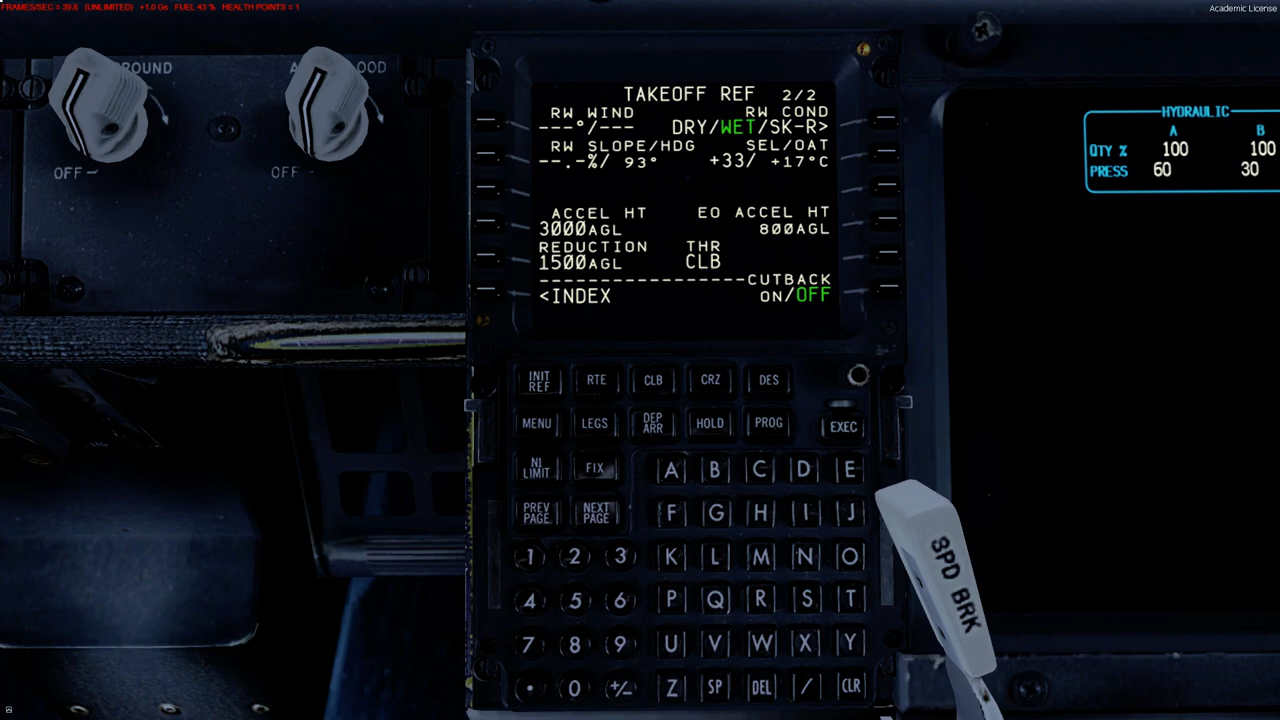 FRAMES/SEC = 39.6 (UNLIMITED) +1.0 Gs FUEL 43 % HEALTH POINTS = 1
Academic License
OFF
OFF
TAKEOFF REF 2/2
RW WIND RW COND
---°/--- DRY/WET/SK-R>
RW SLOPE/HDG SEL/OAT
--.-%/ 93° +33/ +17°C
ACCEL HT EO ACCEL HT
3000AGL 800AGL
REDUCTION THR
1500AGL CLB
-----------------CUTBACK
<INDEX ON/OFF
HYDRAULIC
A B
QTY % 100 100
PRESS 60 30
INIT REF RTE CLB CRZ DES
MENU LEGS DEP ARR HOLD PROG EXEC
N1 LIMIT FIX A B C D E
PREV PAGE NEXT PAGE F G H I J
1 2 3 K L M N O
4 5 6 P Q R S T
7 8 9 U V W X Y
. 0 +/- Z SP DEL / CLR
SPD BRK